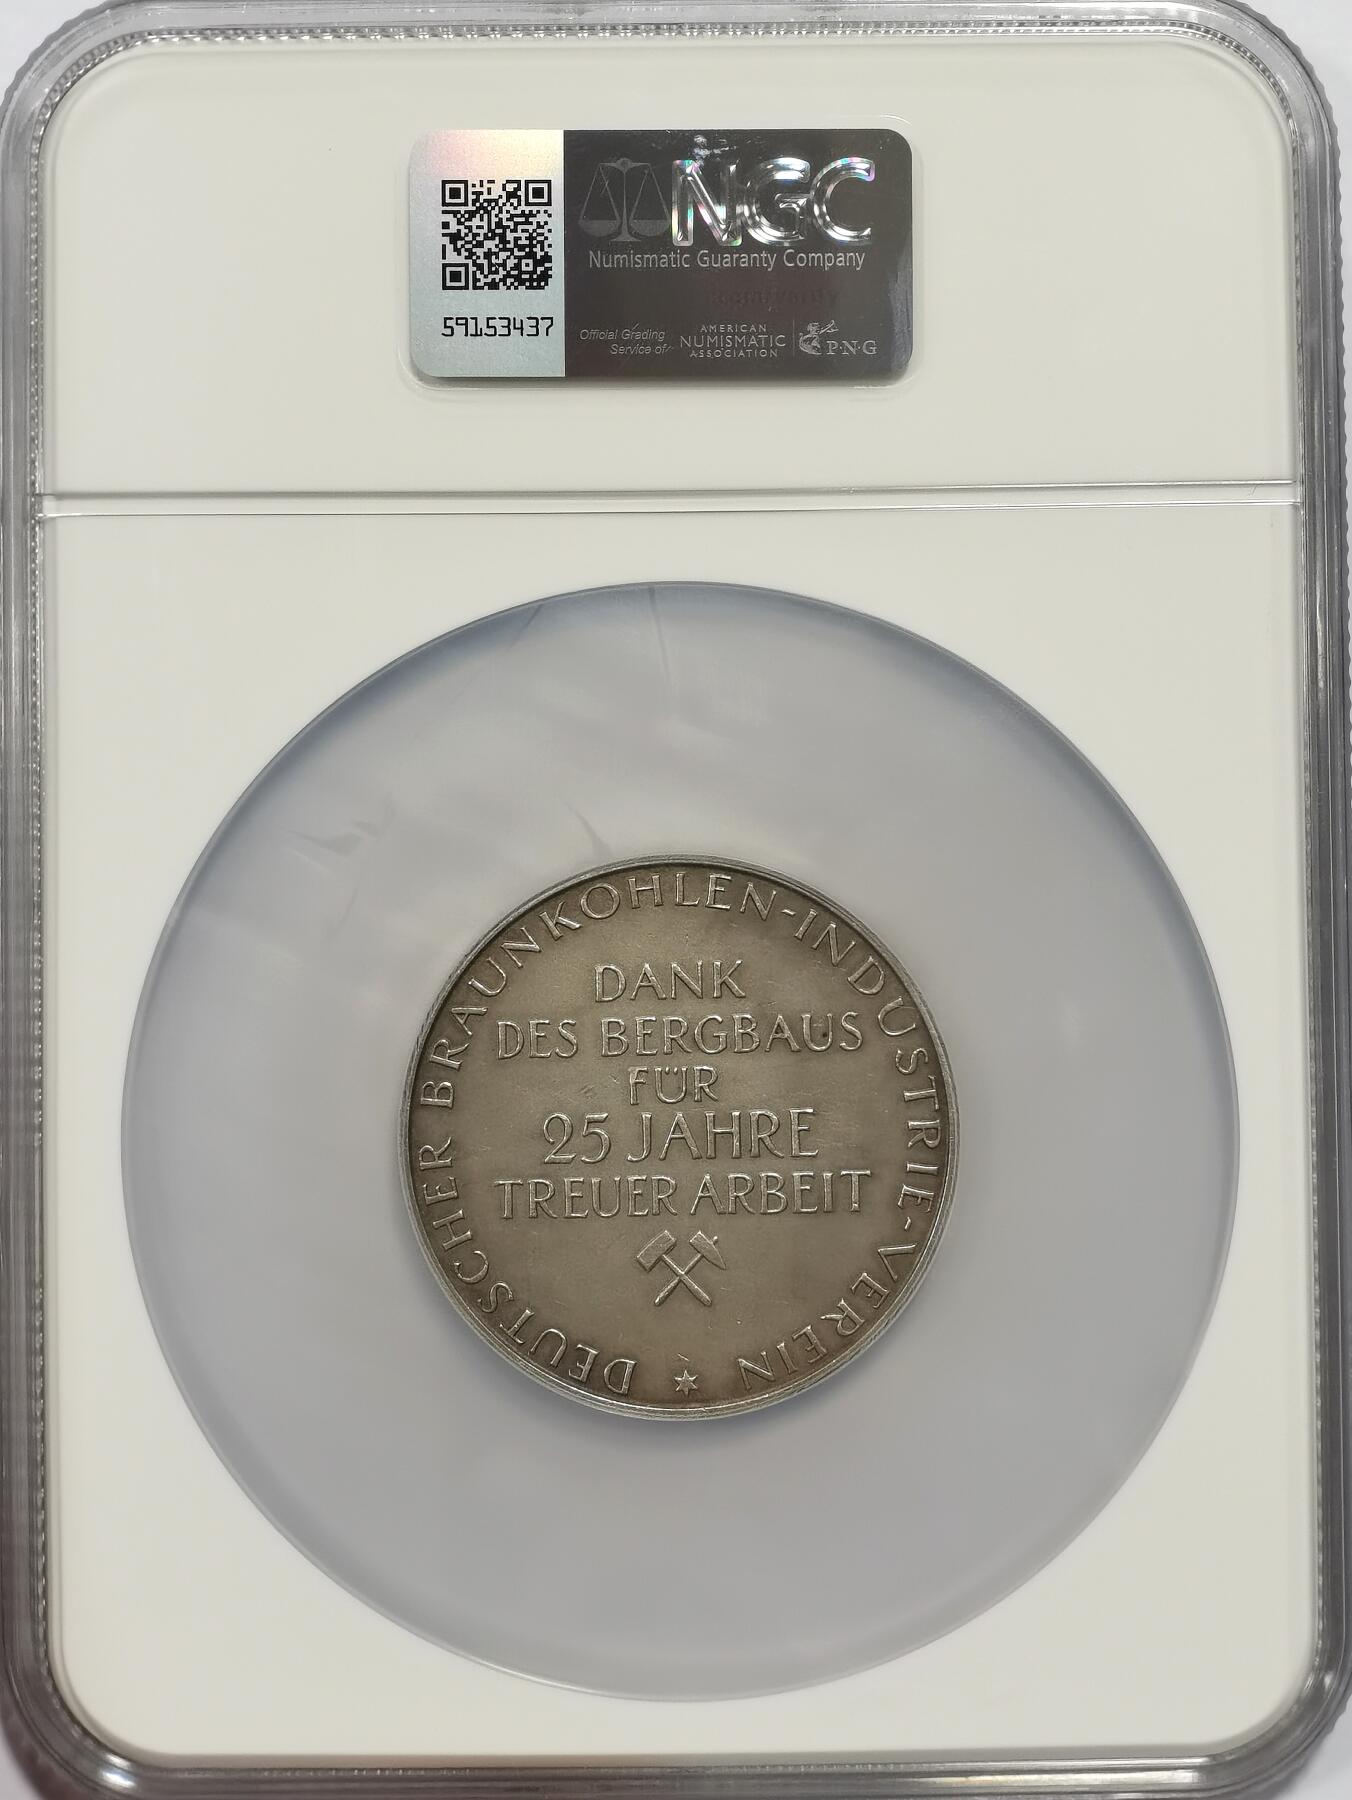 NGC
Numismatic Guaranty Company
59153437
Official Grading
Service of
AMERICAN
NUMISMATIC
ASSOCIATION
P·N·G
DEUTSCHER BRAUNKOHLEN-INDUSTRIE-VEREIN
DANK
DES BERGBAUS
FÜR
25 JAHRE
TREUER ARBEIT